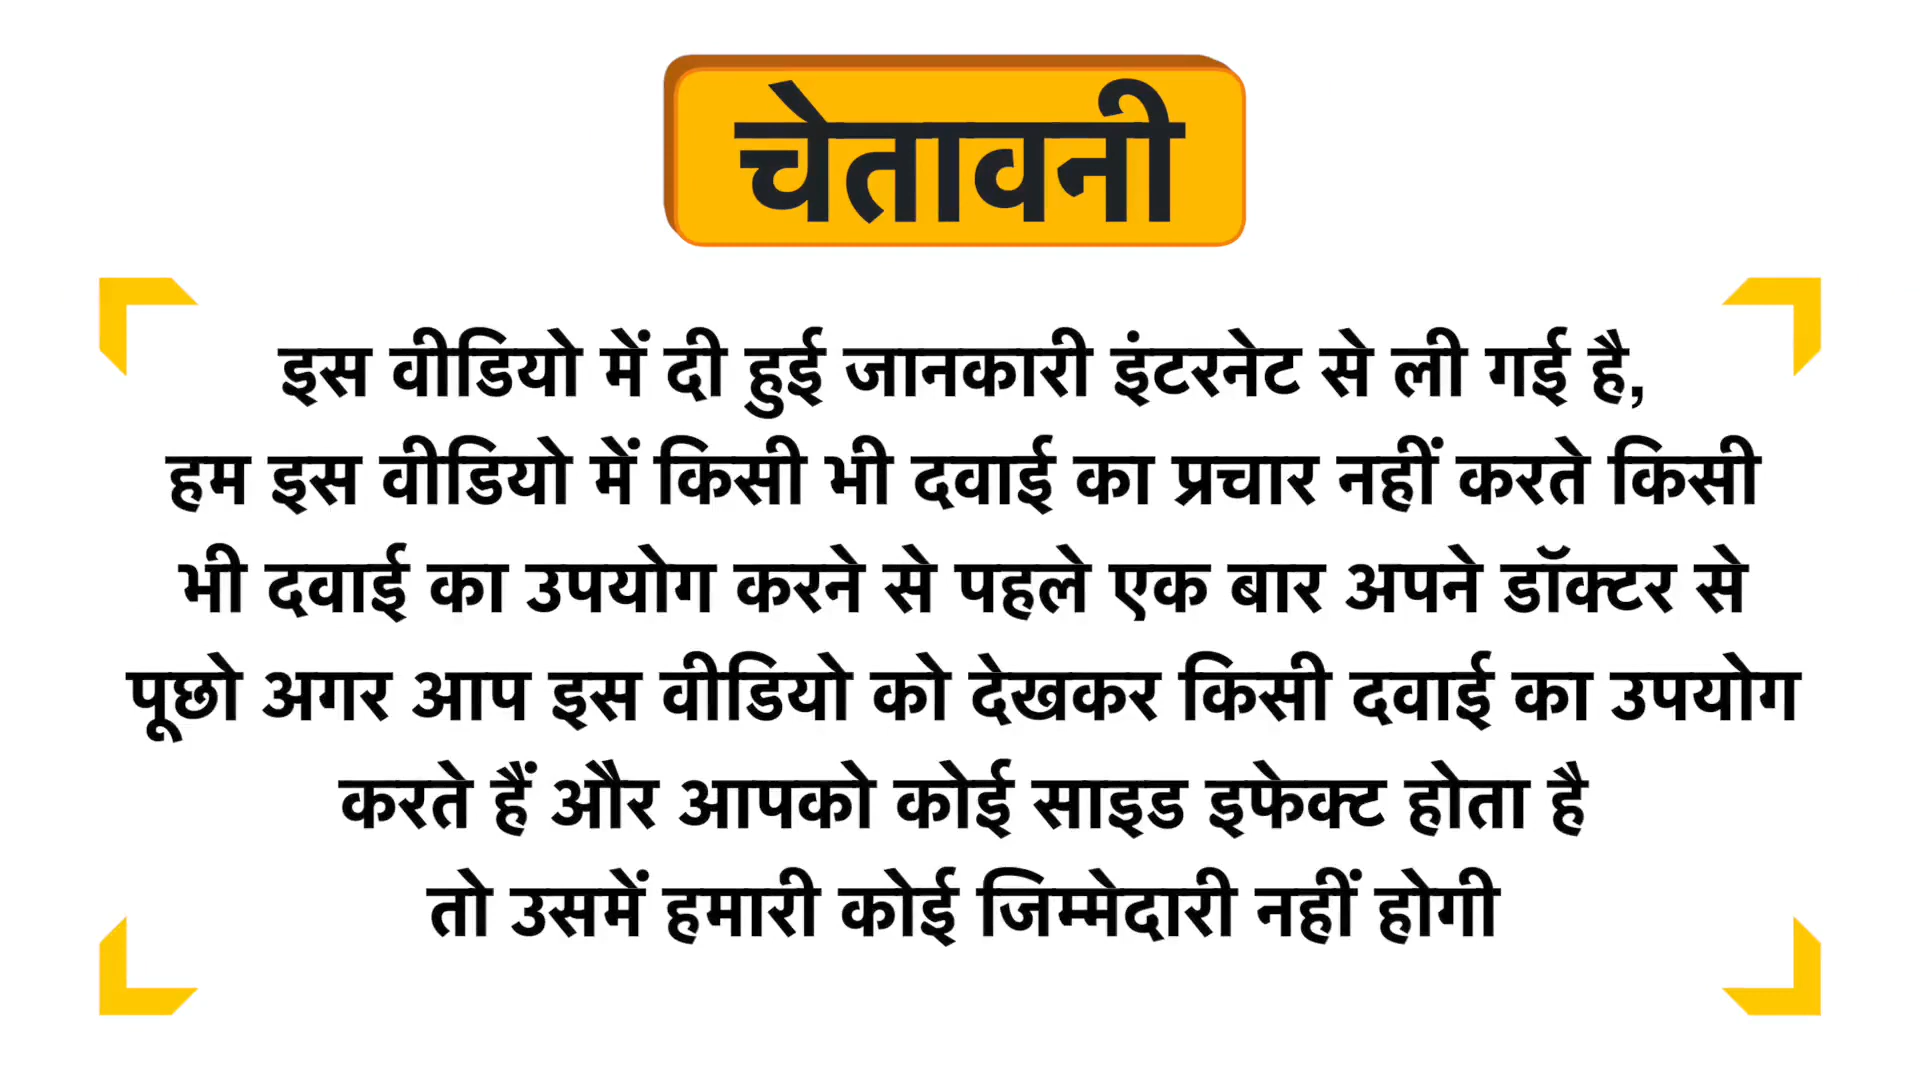 चेतावनी
इस वीडियो में दी हुई जानकारी इंटरनेट से ली गई है,
हम इस वीडियो में किसी भी दवाई का प्रचार नहीं करते किसी
भी दवाई का उपयोग करने से पहले एक बार अपने डॉक्टर से
पूछो अगर आप इस वीडियो को देखकर किसी दवाई का उपयोग
करते हैं और आपको कोई साइड इफेक्ट होता है
तो उसमें हमारी कोई जिम्मेदारी नहीं होगी